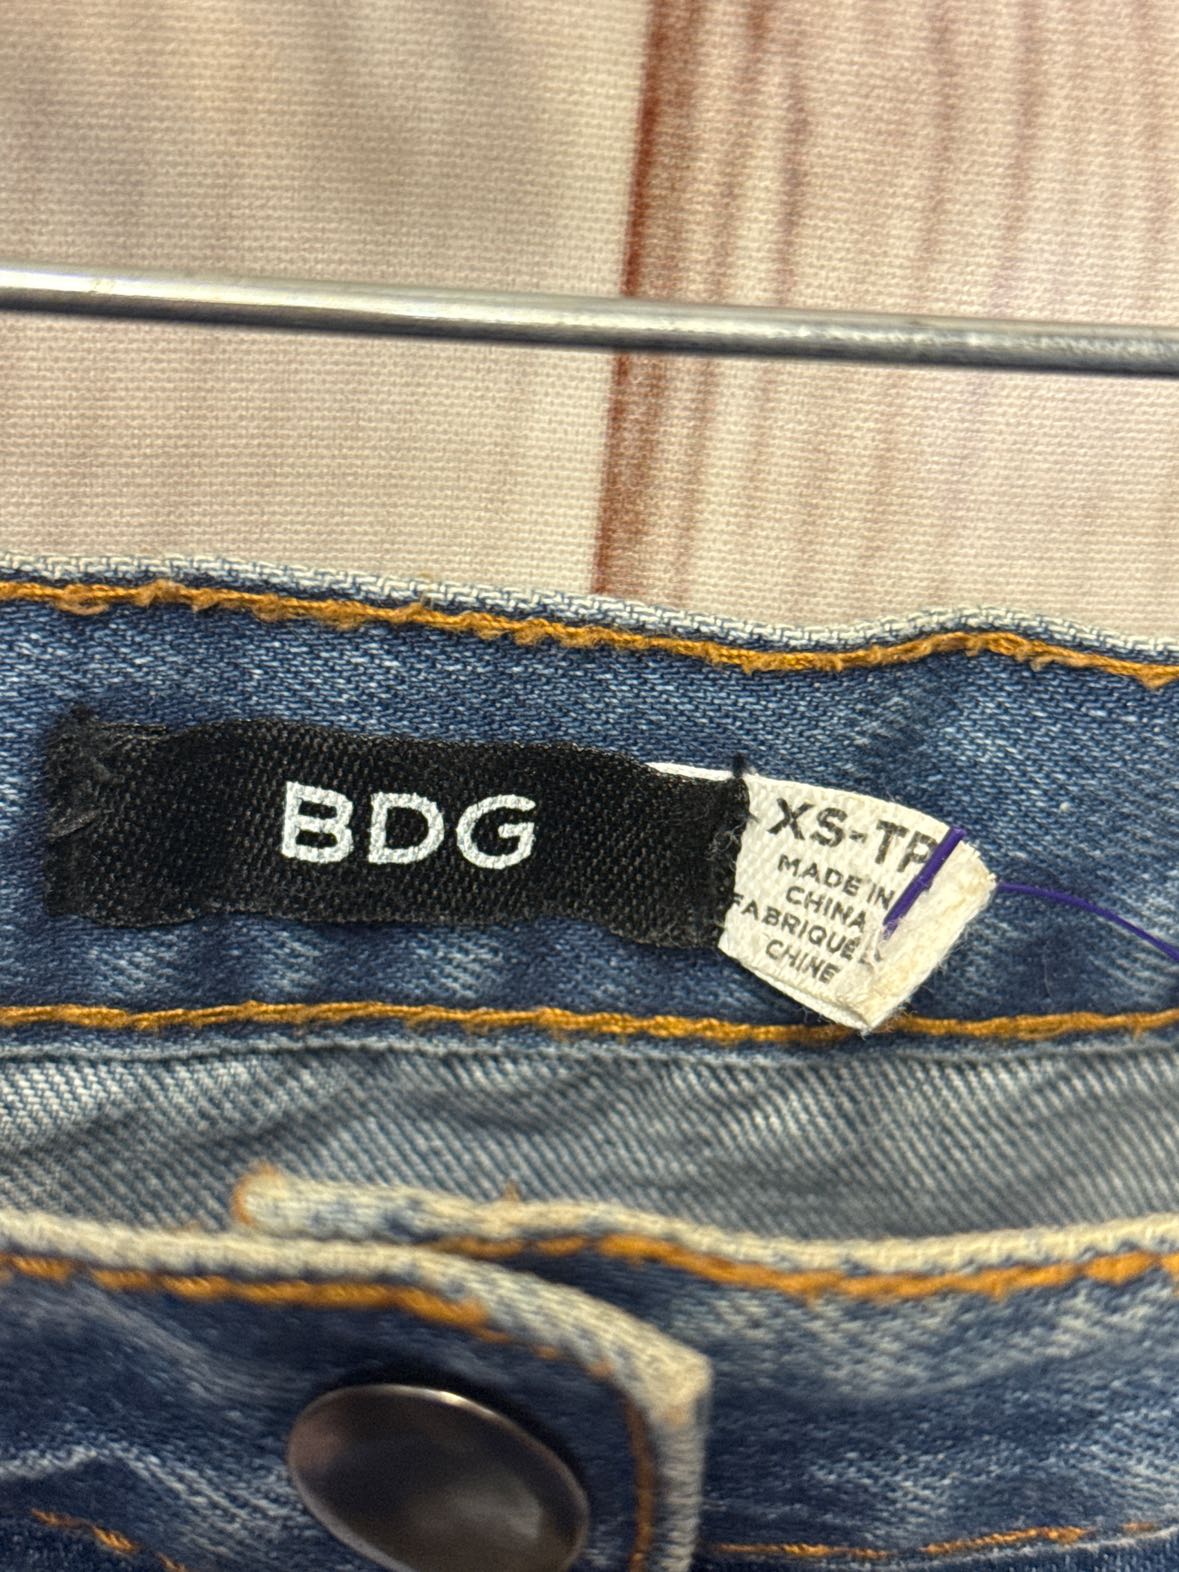 BDG
XS-TP
MADE IN
CHINA
FABRIQUÉ
CHINE